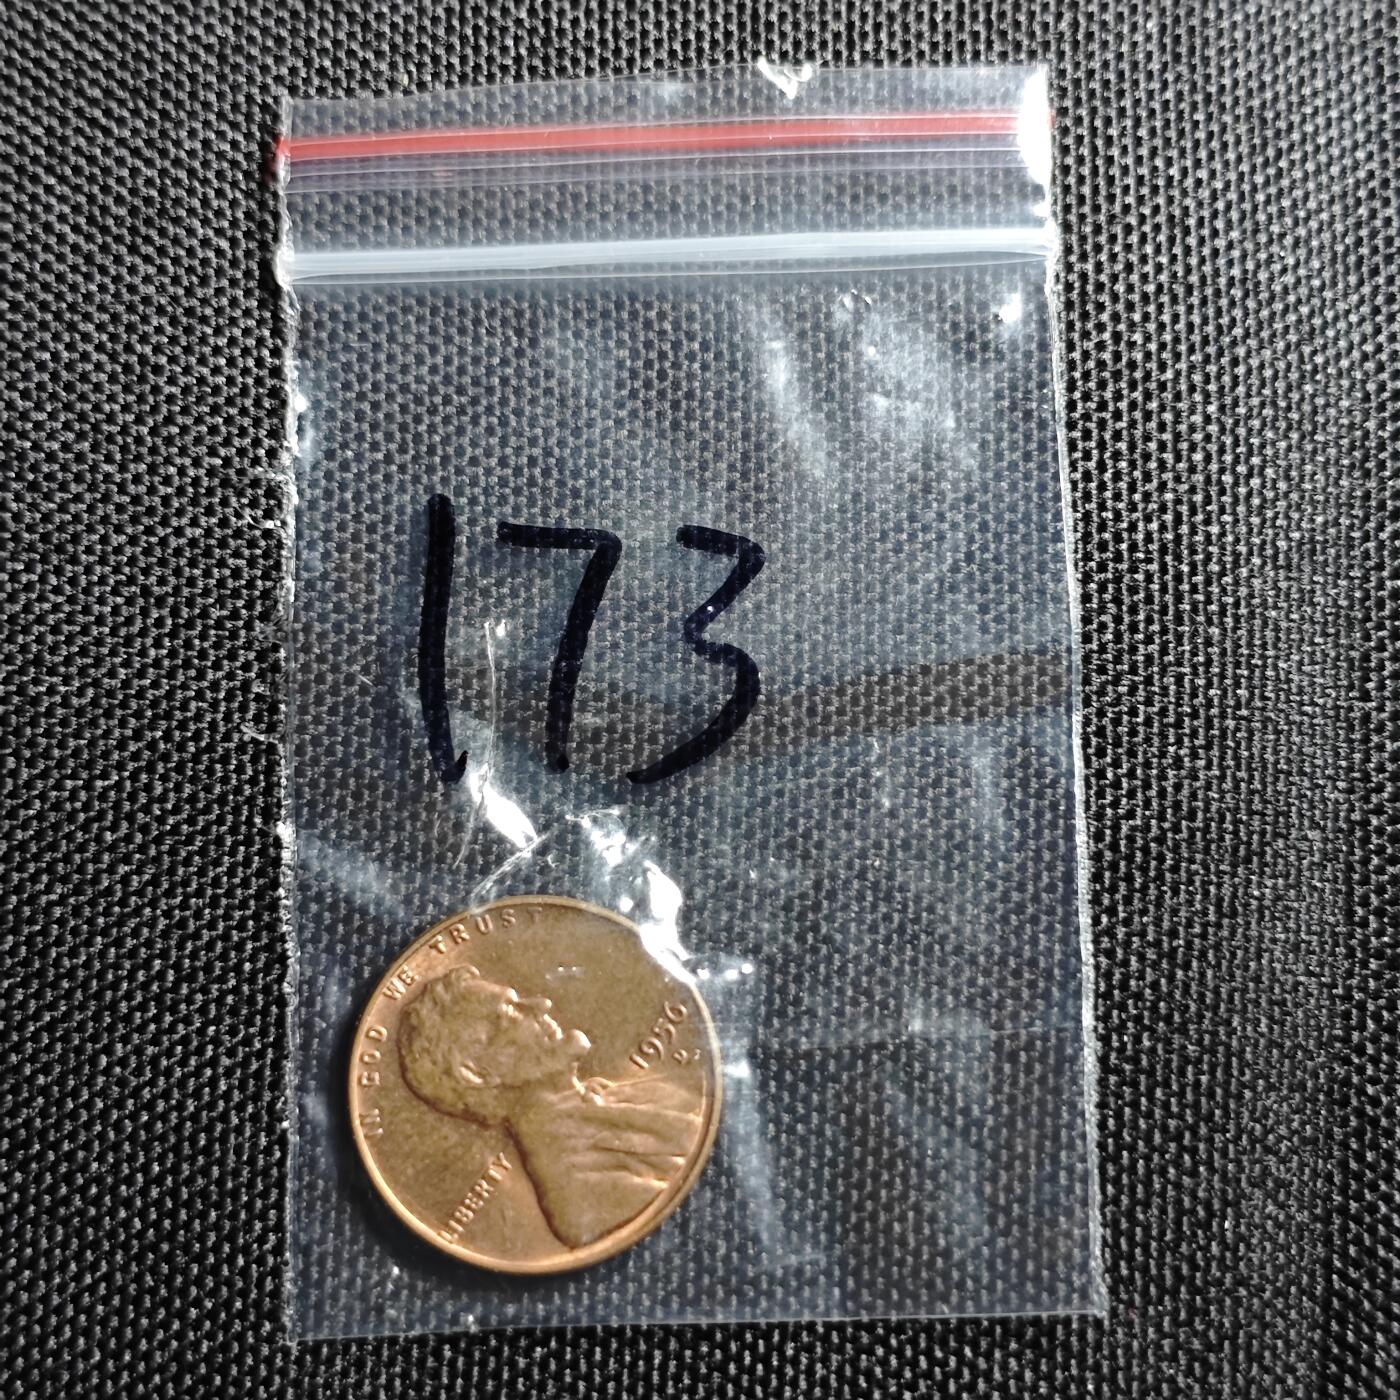 173
IN GOD WE TRUST
LIBERTY
1956
D